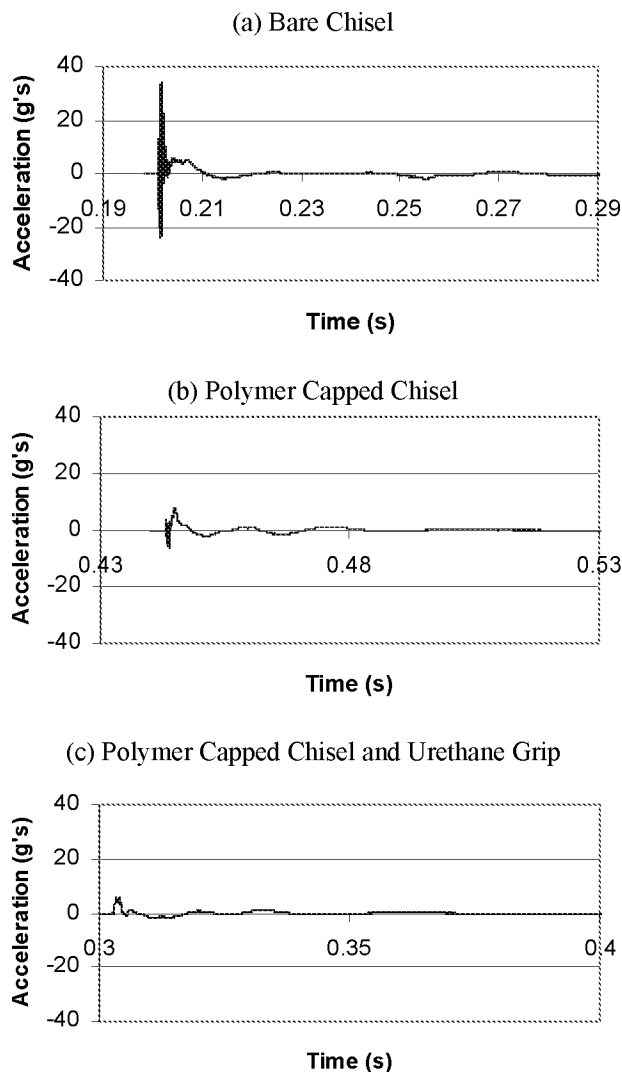 (a) Bare Chisel
40
20
0
-20
-40
Acceleration (g's)
0.19 0.21 0.23 0.25 0.27 0.29
Time (s)
(b) Polymer Capped Chisel
40
20
0
-20
-40
Acceleration (g's)
0.43 0.48 0.53
Time (s)
(c) Polymer Capped Chisel and Urethane Grip
40
20
0
-20
-40
Acceleration (g's)
0.3 0.35 0.4
Time (s)